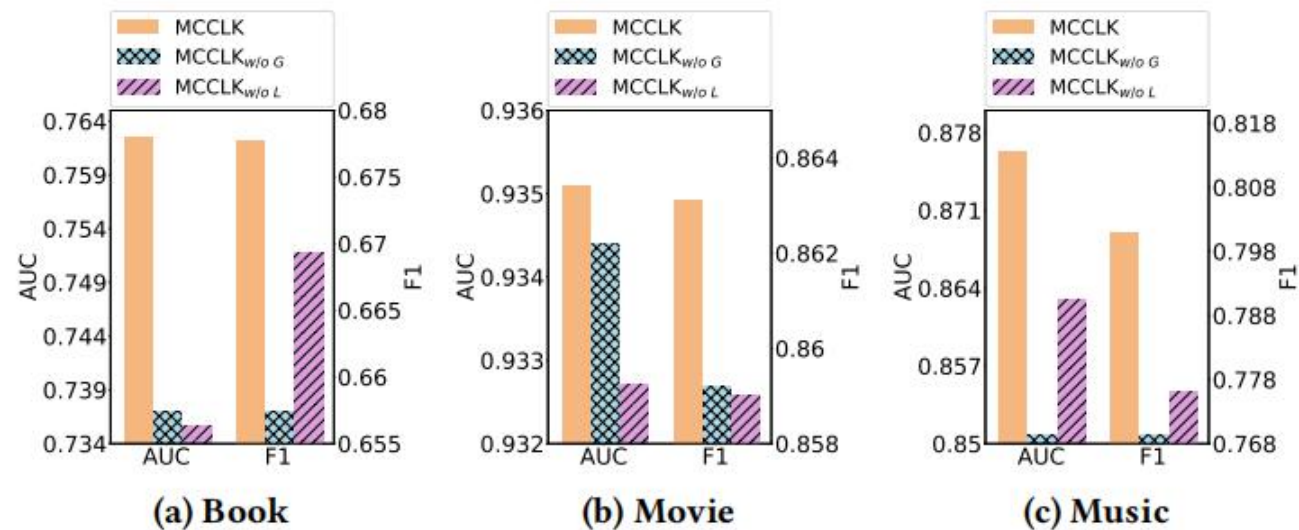 MCCLK
MCCLKw/o G
MCCLKw/o L
AUC
0.764
0.759
0.754
0.749
0.744
0.739
0.734
0.68
0.675
0.67
0.665
0.66
0.655
F1
AUC F1
(a) Book
MCCLK
MCCLKw/o G
MCCLKw/o L
AUC
0.936
0.935
0.934
0.933
0.932
0.864
0.862
0.86
0.858
F1
AUC F1
(b) Movie
MCCLK
MCCLKw/o G
MCCLKw/o L
AUC
0.878
0.871
0.864
0.857
0.85
0.818
0.808
0.798
0.788
0.778
0.768
F1
AUC F1
(c) Music